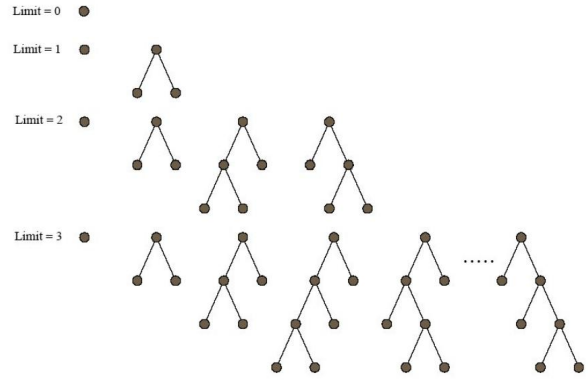 Limit = 0
Limit = 1
Limit = 2
Limit = 3
.....